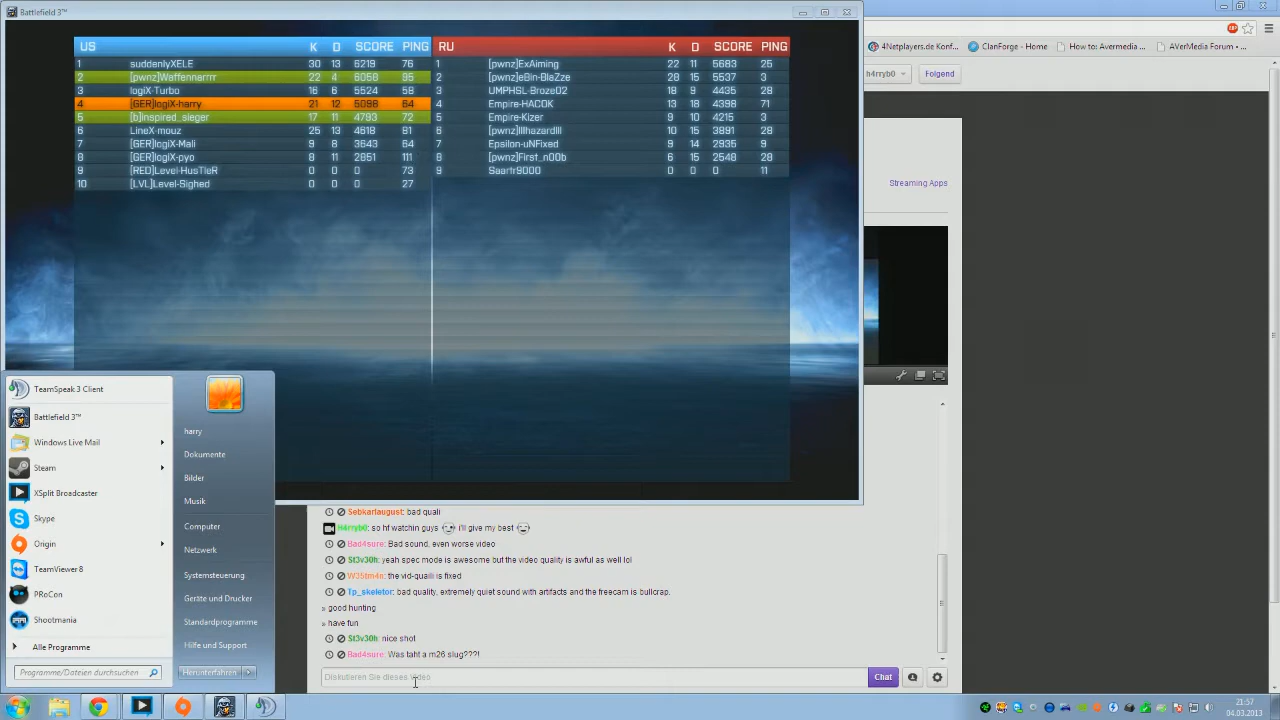 Battlefield 3™
US K D SCORE PING RU K D SCORE PING
1 suddenlyXELE 30 13 6219 76 1 [pwnz]ExAiming 22 11 5683 25
2 [pwnz]Waffennarrrr 22 4 6056 95 2 [pwnz]eBin-BlaZze 28 15 5537 3
3 logiX-Turbo 16 6 5524 58 3 UMPHSL-Broze02 18 9 4435 28
4 [GER]logiX-harry 21 12 5096 64 4 Empire-HACOK 13 18 4398 71
5 [b]inspired_sieger 17 11 4793 72 5 Empire-Kizer 9 10 4215 3
6 LineX-mouz 25 13 4618 81 6 [pwnz]lllhazardlll 10 15 3891 28
7 [GER]logiX-Mali 9 8 3643 64 7 Epsilon-uNFixed 9 14 2935 9
8 [GER]logiX-pyo 8 11 2851 111 8 [pwnz]First_n00b 6 15 2548 28
9 [RED]Level-HusTleR 0 0 0 73 9 Saarfr9000 0 0 0 11
10 [LVL]Level-Sighed 0 0 0 27
4Netplayers.de Konf... ClanForge - Chrome How to: Avermedia ... AVerMedia Forum - ...
h4rryb0 Folgend
Streaming Apps
TeamSpeak 3 Client
Battlefield 3™
Windows Live Mail
Steam
XSplit Broadcaster
Skype
Origin
TeamViewer 8
PRoCon
Shootmania
Alle Programme
Programme/Dateien durchsuchen
harry
Dokumente
Bilder
Musik
Computer
Netzwerk
Systemsteuerung
Geräte und Drucker
Standardprogramme
Hilfe und Support
Herunterfahren
Sebkarlaugust: bad quali
H4rryb0: so hf watchin guys i'll give my best
Bad4sure: Bad sound, even worse video
St3v30h: yeah spec mode is awesome but the video quality is awful as well lol
W35tm4n: the vid-quaili is fixed
Tp_skeletor: bad quality, extremely quiet sound with artifacts and the freecam is bullcrap.
» good hunting
» have fun
St3v30h: nice shot
Bad4sure: Was taht a m26 slug???!
Diskutieren Sie dieses Video
Chat
21:57
04.03.2013